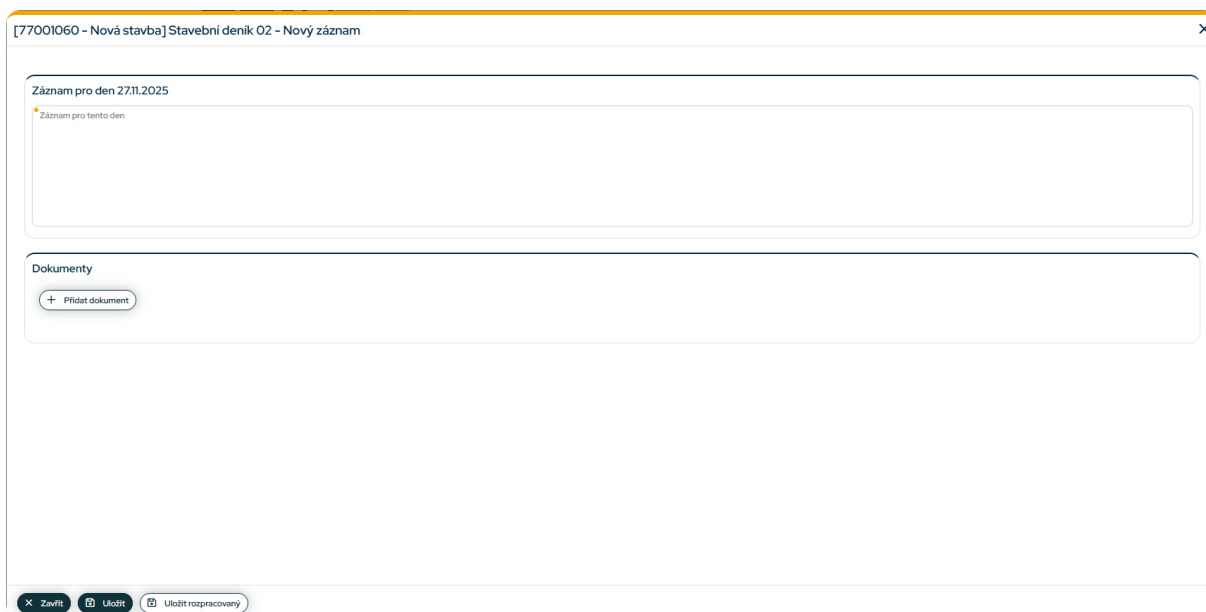 [77001060 - Nová stavba] Stavební deník 02 - Nový záznam
Záznam pro den 27.11.2025
Záznam pro tento den
Dokumenty
+ Přidat dokument
Zavřít Uložit Uložit rozpracovaný